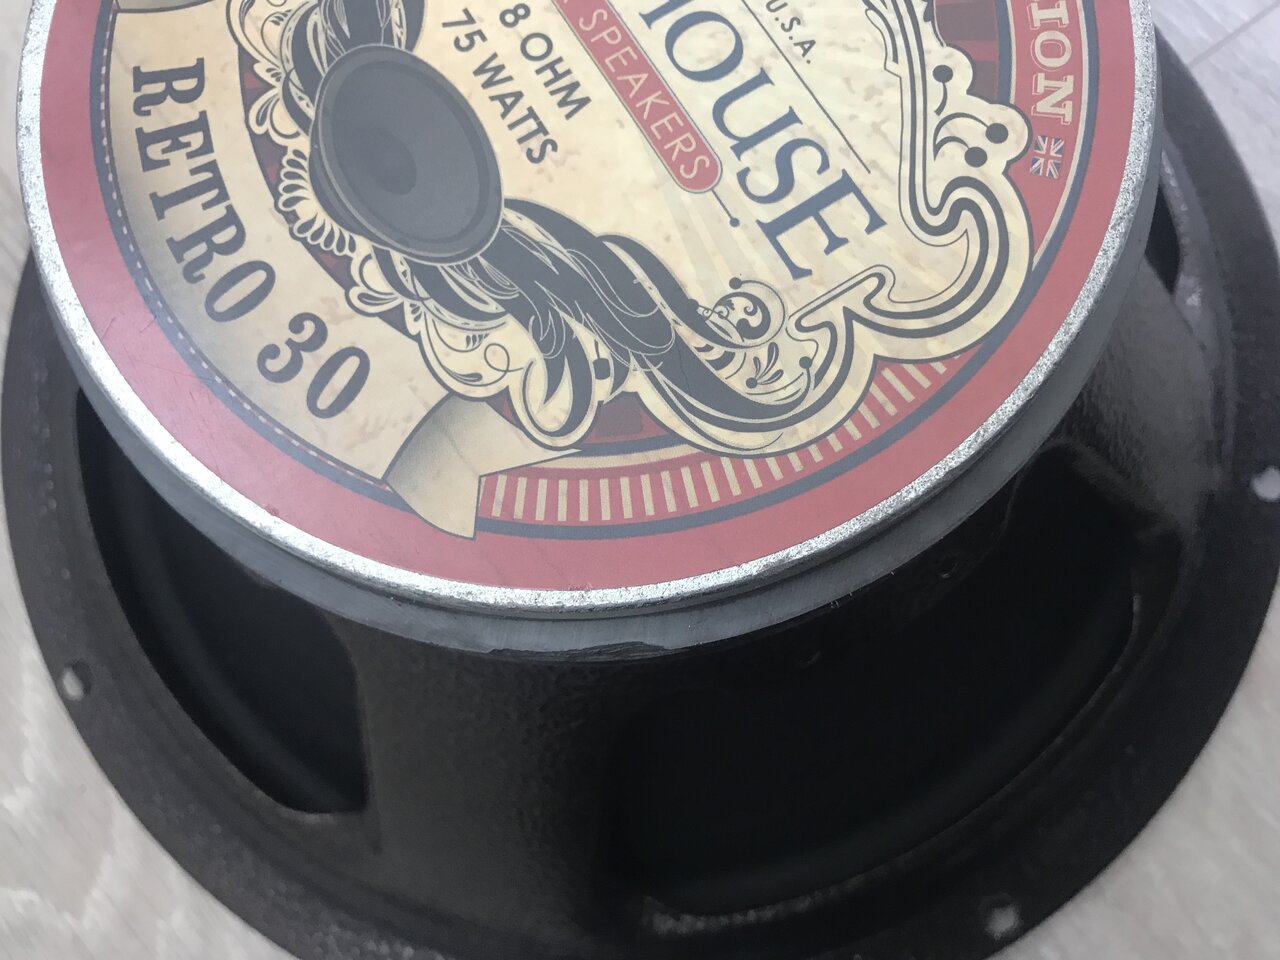 RETRO 30
8 OHM
75 WATTS
SPEAKERS
HOUSE
U.S.A.
ION